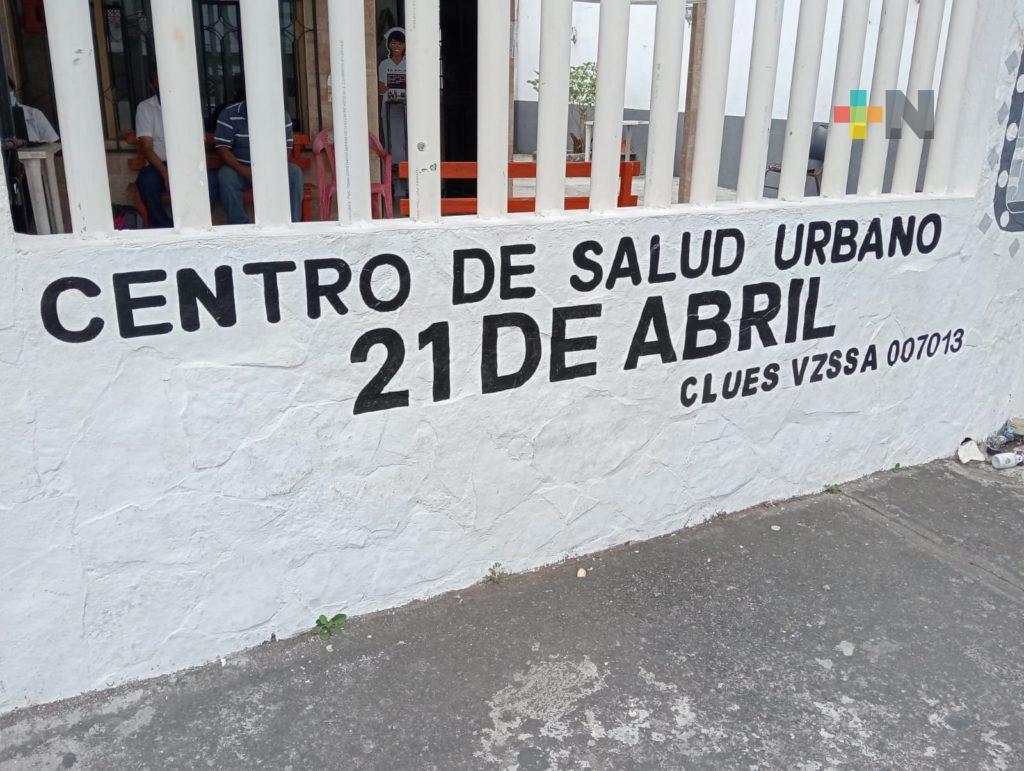 CENTRO DE SALUD URBANO
21 DE ABRIL
CLUES VZSSA 007013
+N